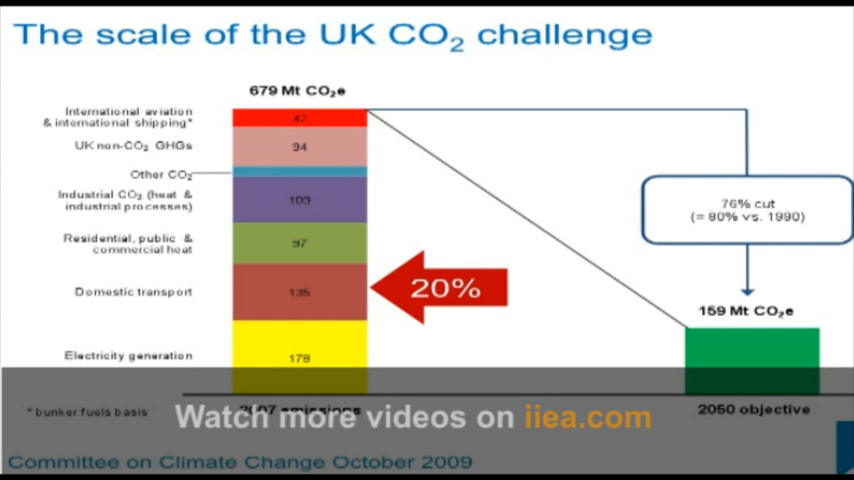 The scale of the UK CO₂ challenge
679 Mt CO₂e
International aviation
& international shipping*
42
UK non-CO₂ GHGs
94
Other CO₂
Industrial CO₂ (heat &
industrial processes)
109
Residential, public &
commercial heat
97
Domestic transport
135
20%
Electricity generation
178
76% cut
(= 80% vs. 1990)
159 Mt CO₂e
* bunker fuels basis
2007 emissions
2050 objective
Watch more videos on iiea.com
Committee on Climate Change October 2009